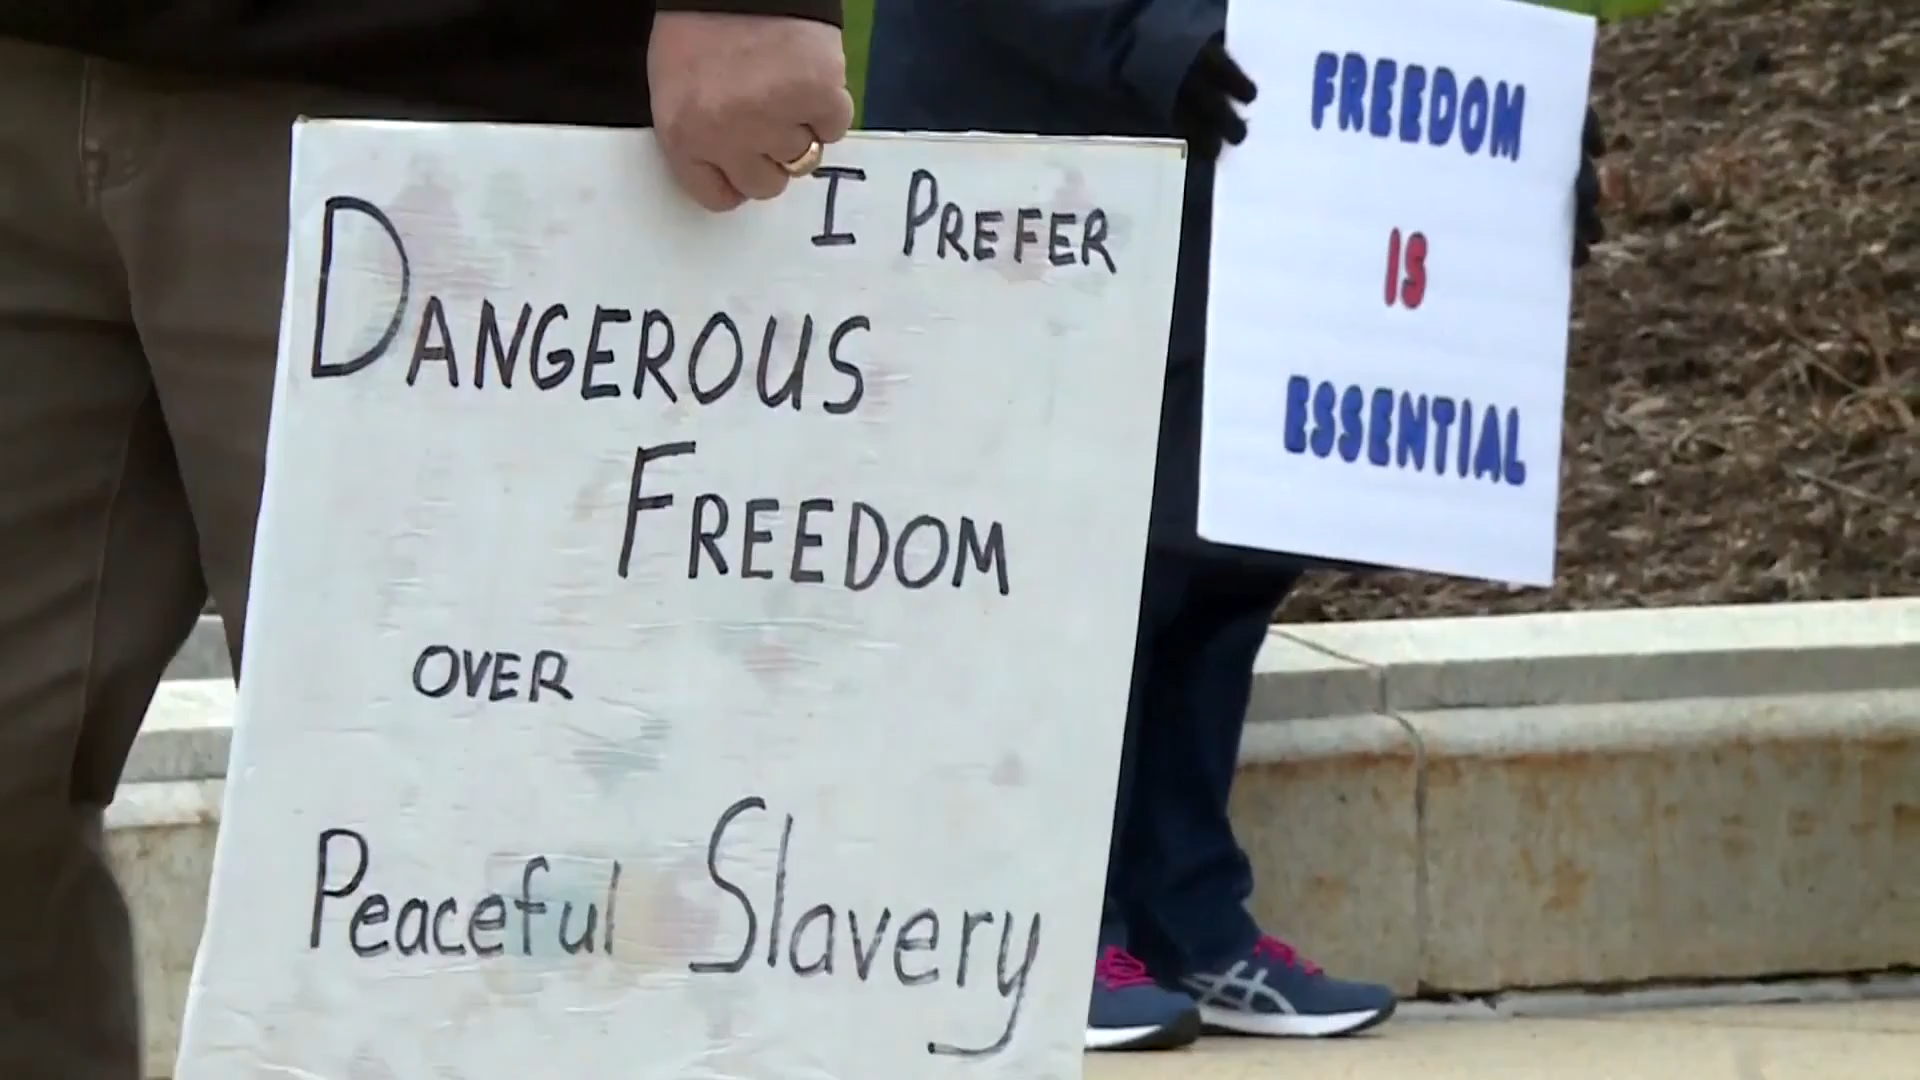 I PREFER
DANGEROUS
FREEDOM
OVER
Peaceful Slavery
FREEDOM
IS
ESSENTIAL